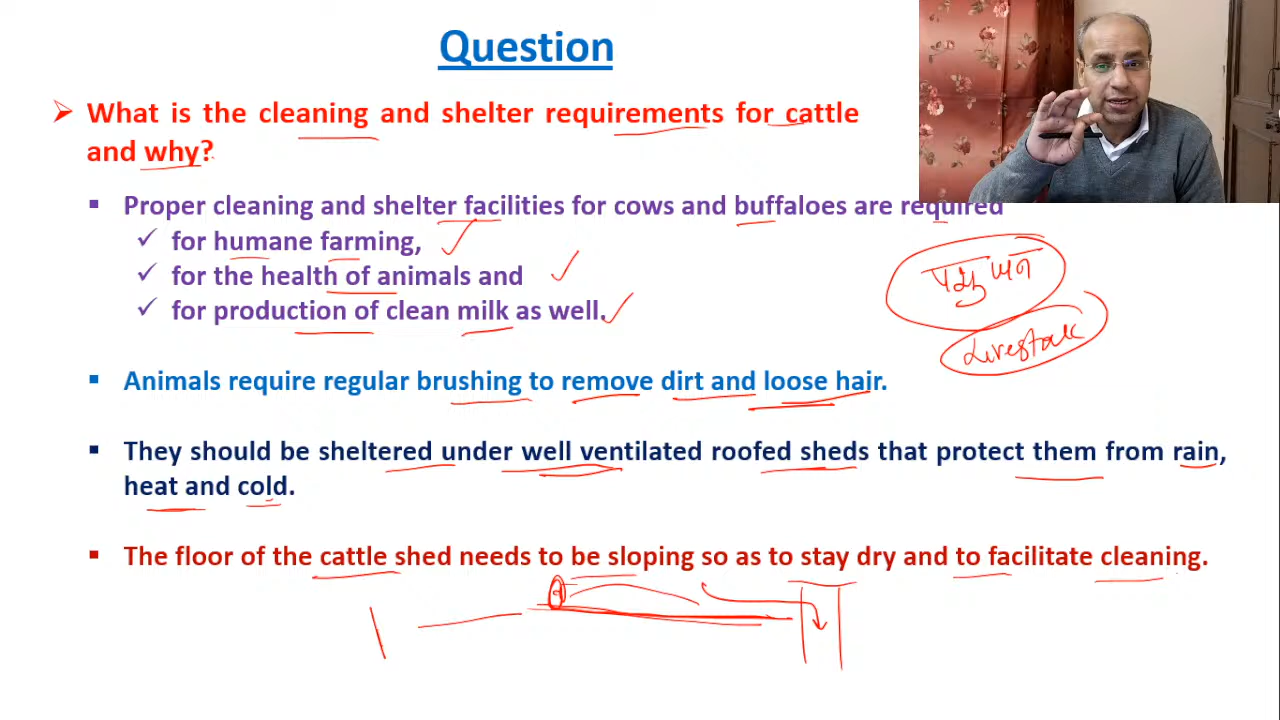 Question
➢ What is the cleaning and shelter requirements for cattle
and why?
▪ Proper cleaning and shelter facilities for cows and buffaloes are required
✓ for humane farming,
✓ for the health of animals and
✓ for production of clean milk as well.
पशुधन
Livestock
▪ Animals require regular brushing to remove dirt and loose hair.
▪ They should be sheltered under well ventilated roofed sheds that protect them from rain,
heat and cold.
▪ The floor of the cattle shed needs to be sloping so as to stay dry and to facilitate cleaning.